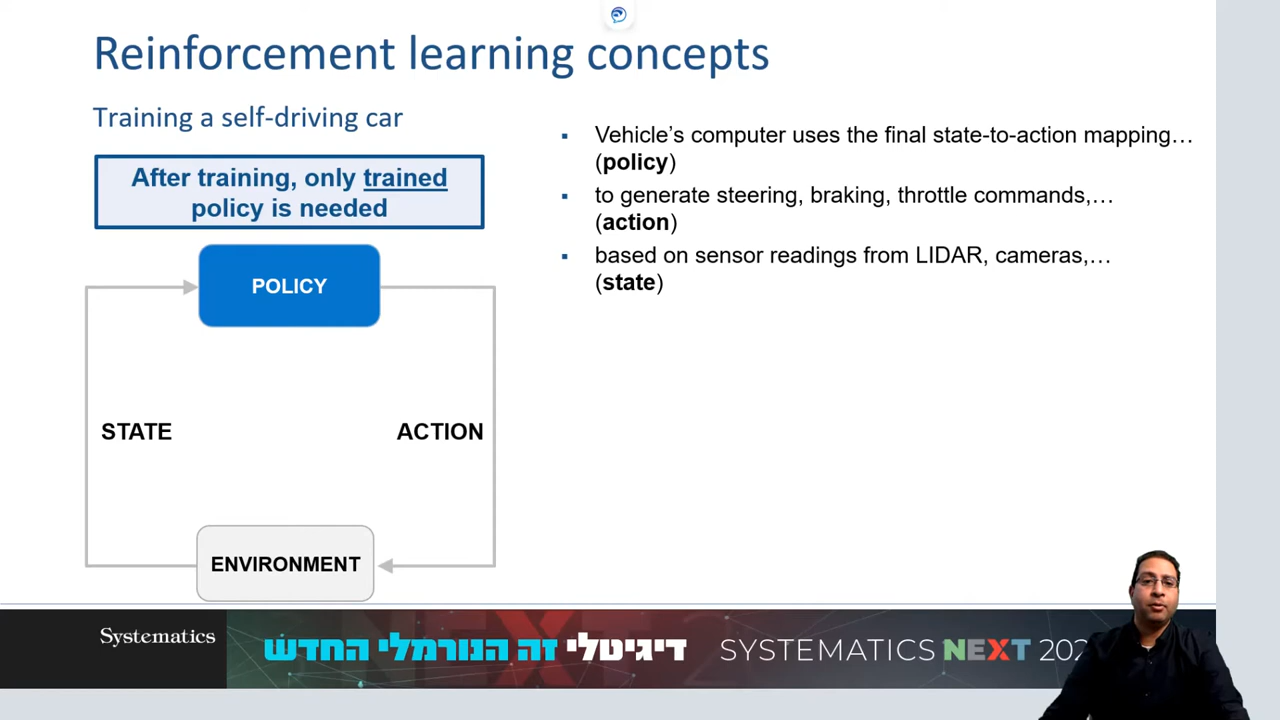 Reinforcement learning concepts
Training a self-driving car
After training, only trained
policy is needed
POLICY
STATE
ACTION
ENVIRONMENT
▪ Vehicle's computer uses the final state-to-action mapping…
(policy)
▪ to generate steering, braking, throttle commands,…
(action)
▪ based on sensor readings from LIDAR, cameras,…
(state)
Systematics
דיגיטלי זה הנורמלי החדש
SYSTEMATICS NEXT 202